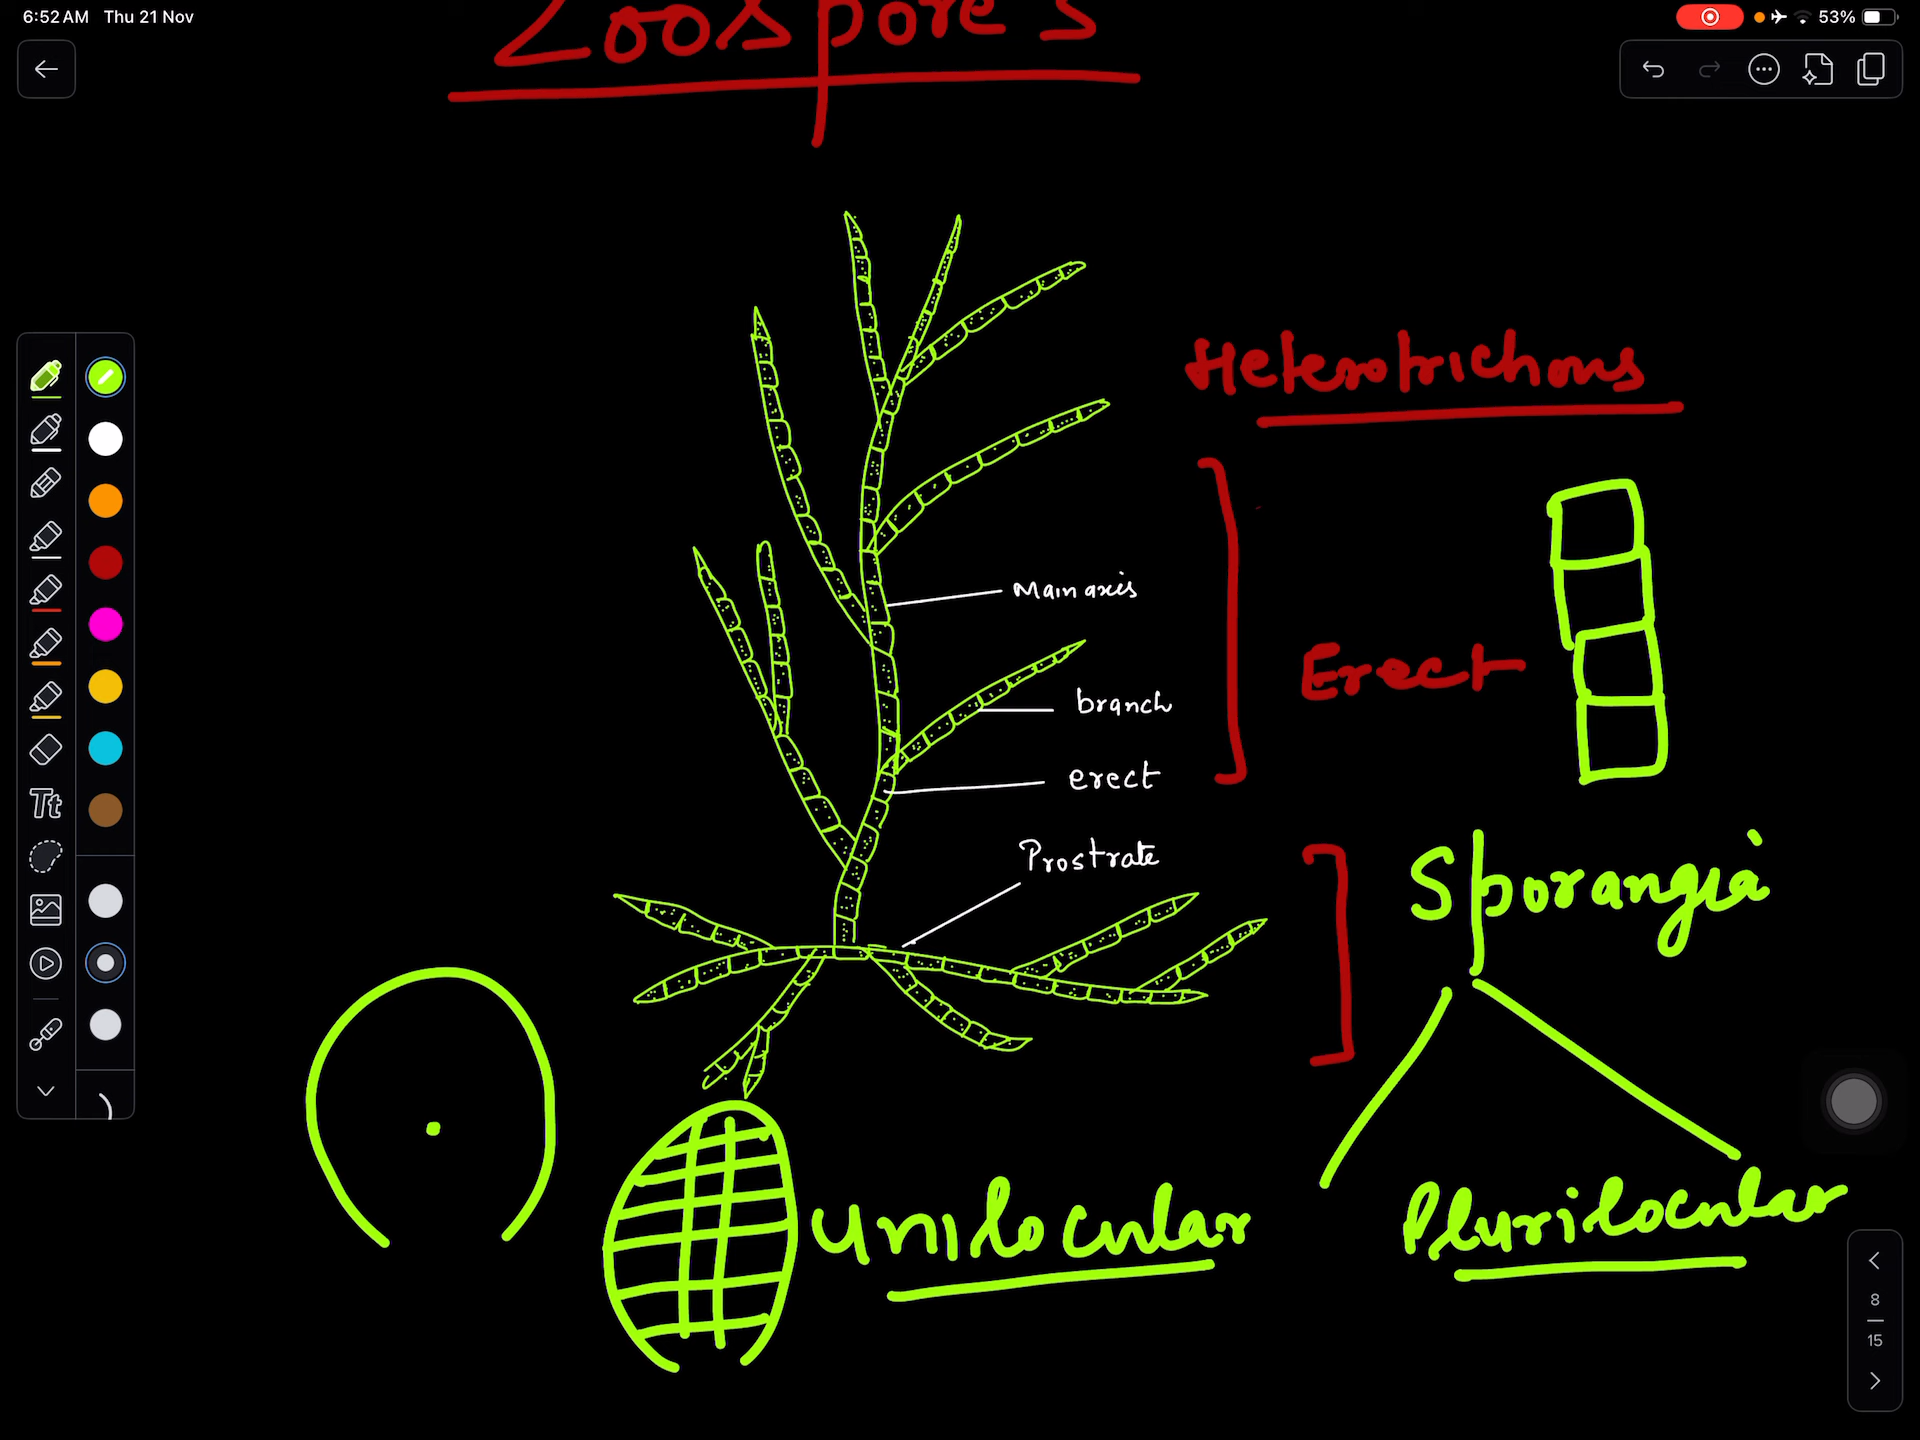 6:52 AM Thu 21 Nov
53%
Zoospores
Heterotrichous
Main axis
Erect
branch
erect
Prostrate
Sporangia
Unilocular
Plurilocular
Tt
8
15